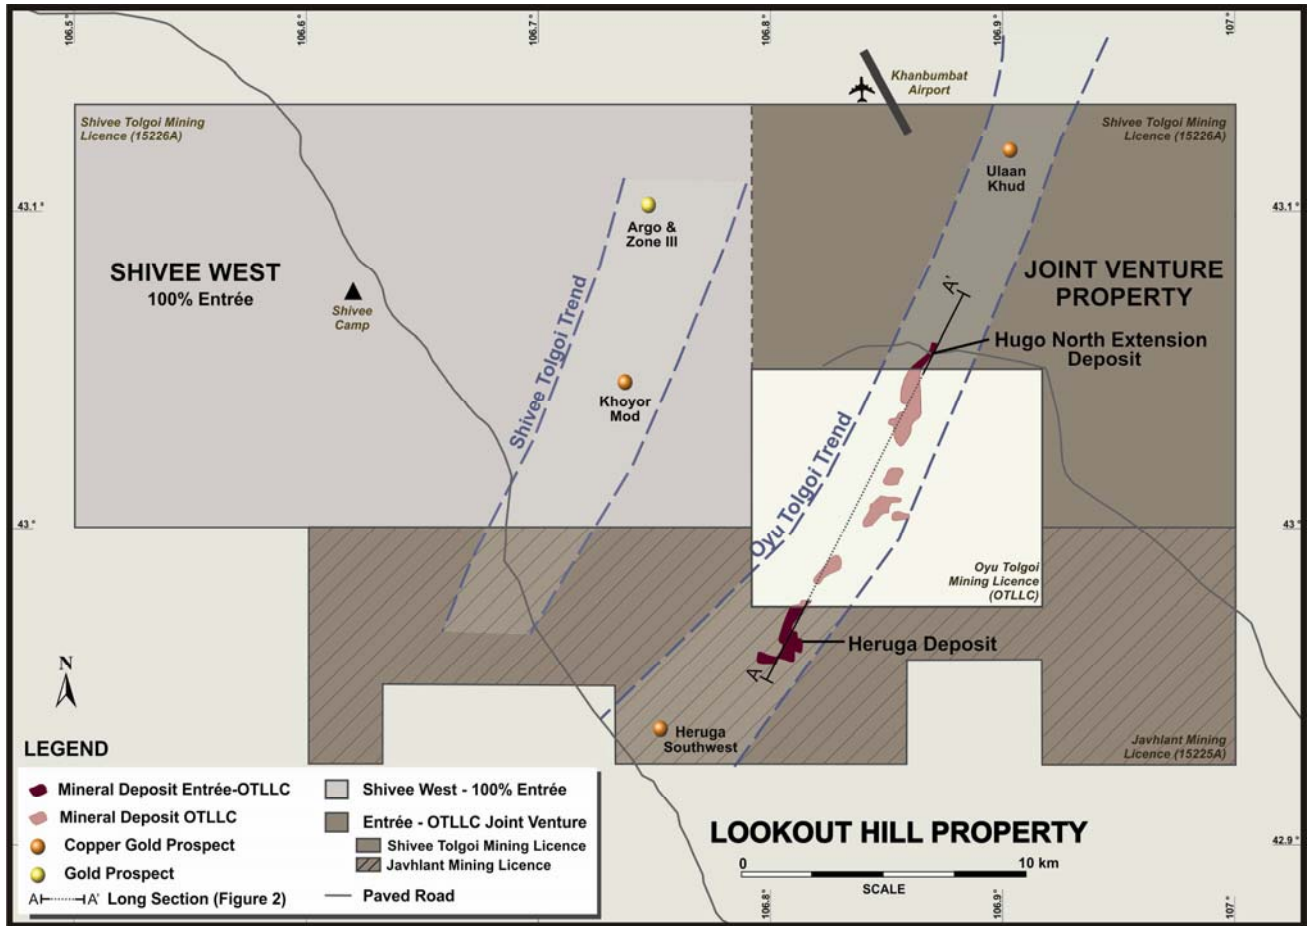 106.5°
106.6°
106.7°
106.8°
106.9°
107°
Khanbumbat
Airport
Shivee Tolgoi Mining
Licence (15226A)
Shivee Tolgoi Mining
Licence (15226A)
Ulaan
Khud
43.1°
43.1°
Argo &
Zone III
SHIVEE WEST
100% Entrée
JOINT VENTURE
PROPERTY
A'
Shivee
Camp
Hugo North Extension
Deposit
Shivee Tolgoi Trend
Khoyor
Mod
Oyu Tolgoi Trend
43°
43°
Oyu Tolgoi
Mining Licence
(OTLLC)
Heruga Deposit
A
N
Heruga
Southwest
Javhlant Mining
Licence (15225A)
LEGEND
Mineral Deposit Entrée-OTLLC
Mineral Deposit OTLLC
Copper Gold Prospect
Gold Prospect
A A' Long Section (Figure 2)
Shivee West - 100% Entrée
Entrée - OTLLC Joint Venture
Shivee Tolgoi Mining Licence
Javhlant Mining Licence
Paved Road
LOOKOUT HILL PROPERTY
0 10 km
SCALE
42.9°
106.8°
106.9°
107°